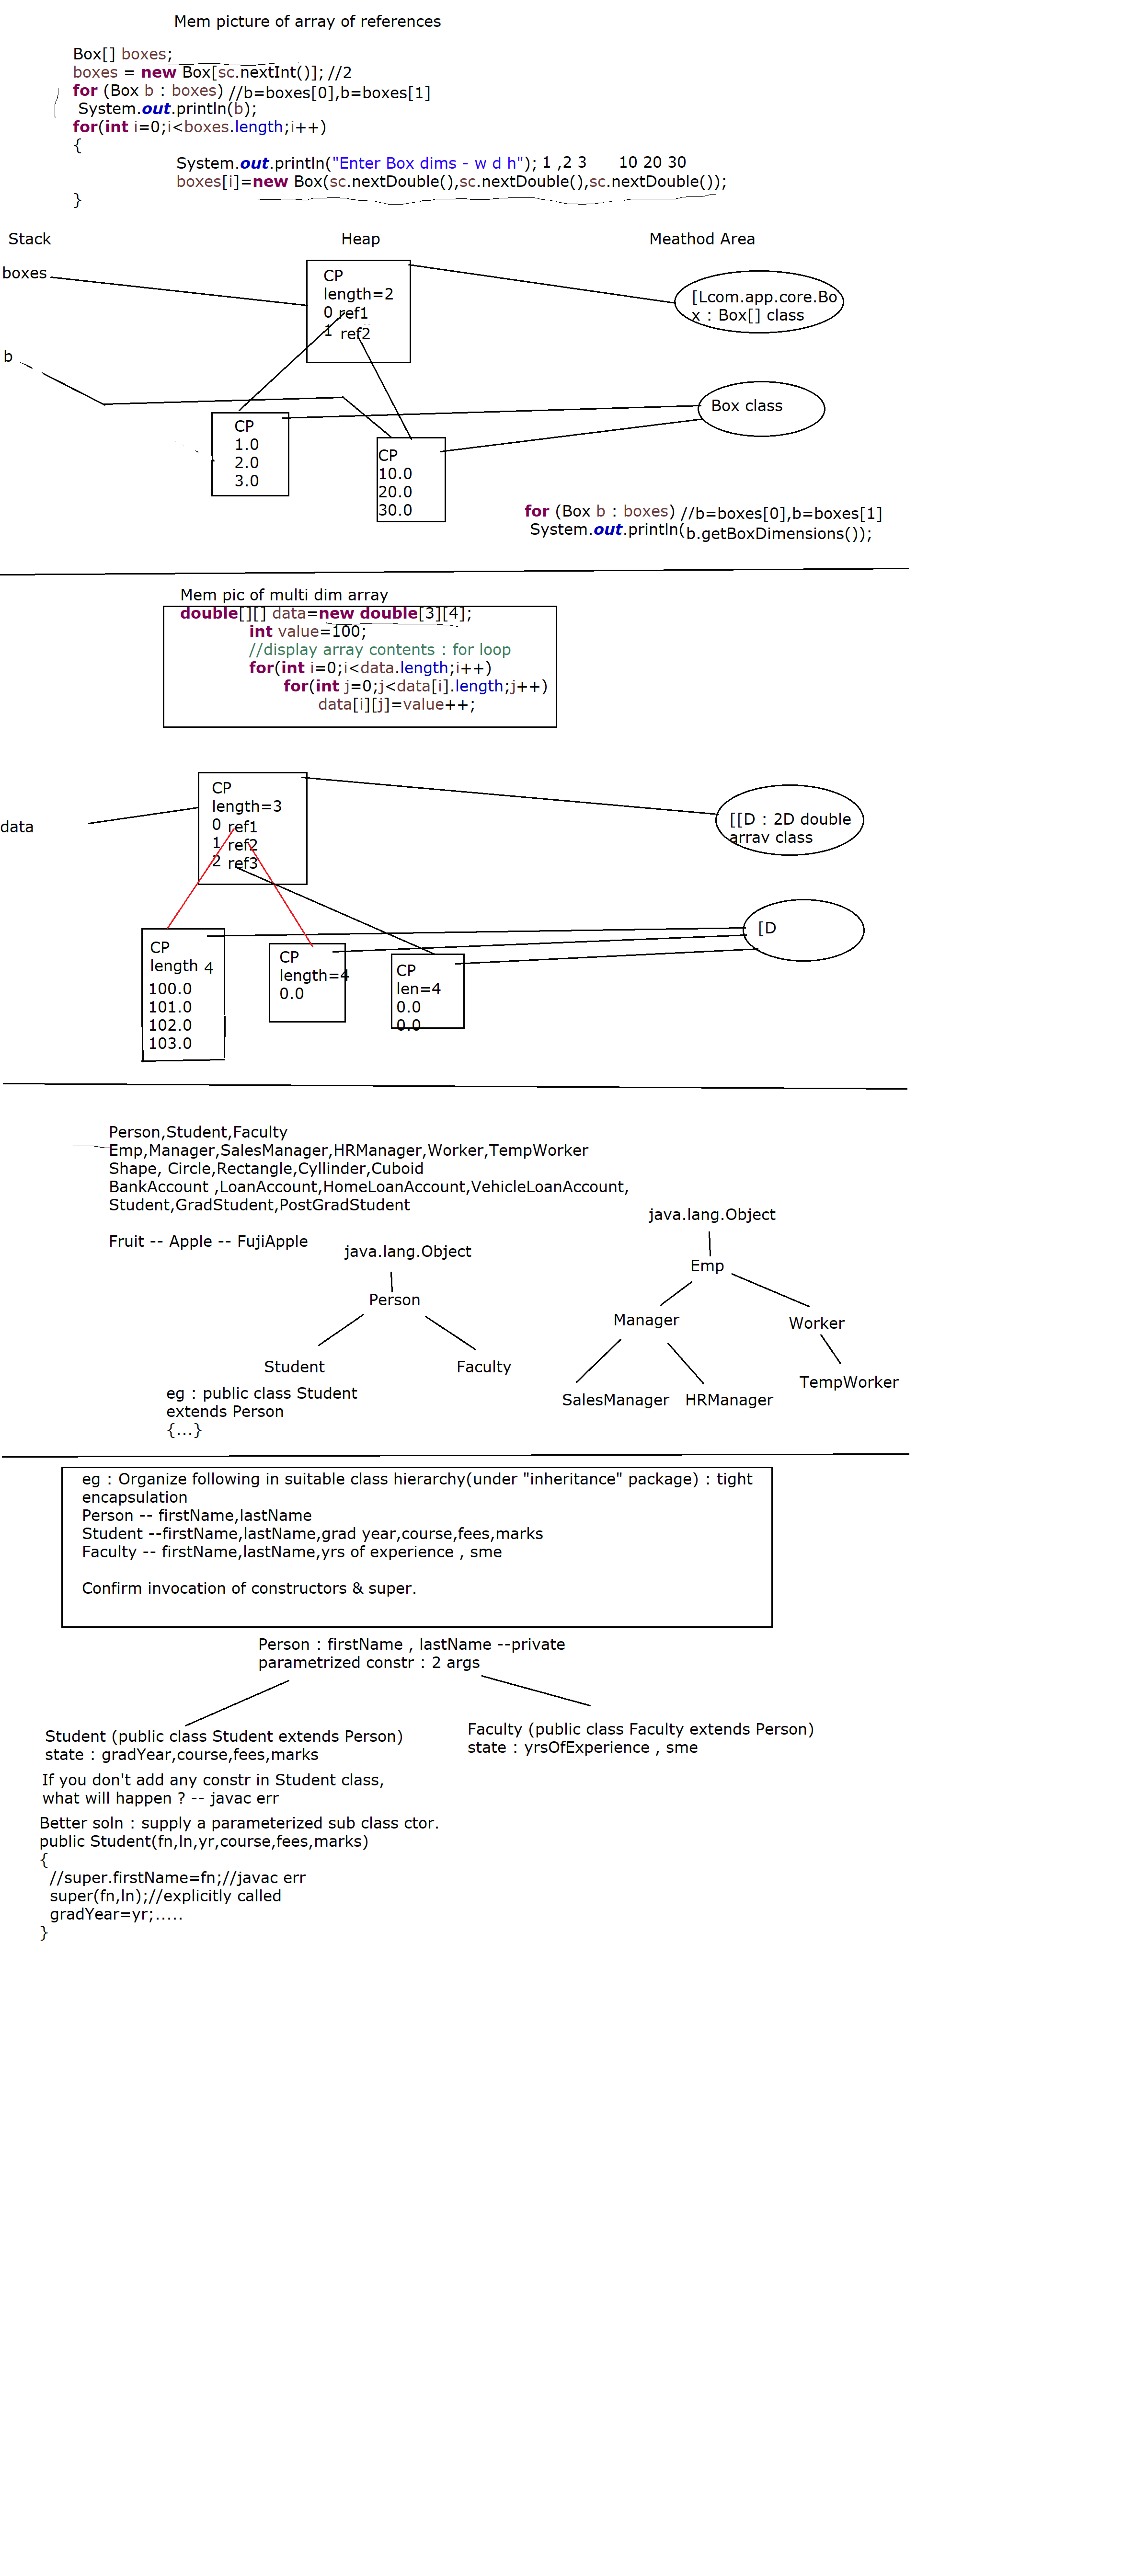 Mem picture of array of references
Box[] boxes;
boxes = new Box[sc.nextInt()]; //2
for (Box b : boxes) //b=boxes[0],b=boxes[1]
System.out.println(b);
for(int i=0;i<boxes.length;i++)
{
System.out.println("Enter Box dims - w d h"); 1 ,2 3 10 20 30
boxes[i]=new Box(sc.nextDouble(),sc.nextDouble(),sc.nextDouble());
}
Stack Heap Meathod Area
boxes
CP
length=2
0 ref1
1 ref2
[Lcom.app.core.Bo
x : Box[] class
b
Box class
CP
1.0
2.0
3.0
CP
10.0
20.0
30.0
for (Box b : boxes) //b=boxes[0],b=boxes[1]
System.out.println(b.getBoxDimensions());
Mem pic of multi dim array
double[][] data=new double[3][4];
int value=100;
//display array contents : for loop
for(int i=0;i<data.length;i++)
for(int j=0;j<data[i].length;j++)
data[i][j]=value++;
data
CP
length=3
0 ref1
1 ref2
2 ref3
[[D : 2D double
array class
[D
CP
length 4
100.0
101.0
102.0
103.0
CP
length=4
0.0
CP
len=4
0.0
0.0
Person,Student,Faculty
Emp,Manager,SalesManager,HRManager,Worker,TempWorker
Shape, Circle,Rectangle,Cyllinder,Cuboid
BankAccount ,LoanAccount,HomeLoanAccount,VehicleLoanAccount,
Student,GradStudent,PostGradStudent
Fruit -- Apple -- FujiApple
java.lang.Object
Person
Student Faculty
eg : public class Student
extends Person
{...}
java.lang.Object
Emp
Manager Worker
SalesManager HRManager TempWorker
eg : Organize following in suitable class hierarchy(under "inheritance" package) : tight
encapsulation
Person -- firstName,lastName
Student --firstName,lastName,grad year,course,fees,marks
Faculty -- firstName,lastName,yrs of experience , sme
Confirm invocation of constructors & super.
Person : firstName , lastName --private
parametrized constr : 2 args
Student (public class Student extends Person)
state : gradYear,course,fees,marks
Faculty (public class Faculty extends Person)
state : yrsOfExperience , sme
If you don't add any constr in Student class,
what will happen ? -- javac err
Better soln : supply a parameterized sub class ctor.
public Student(fn,ln,yr,course,fees,marks)
{
//super.firstName=fn;//javac err
super(fn,ln);//explicitly called
gradYear=yr;.....
}